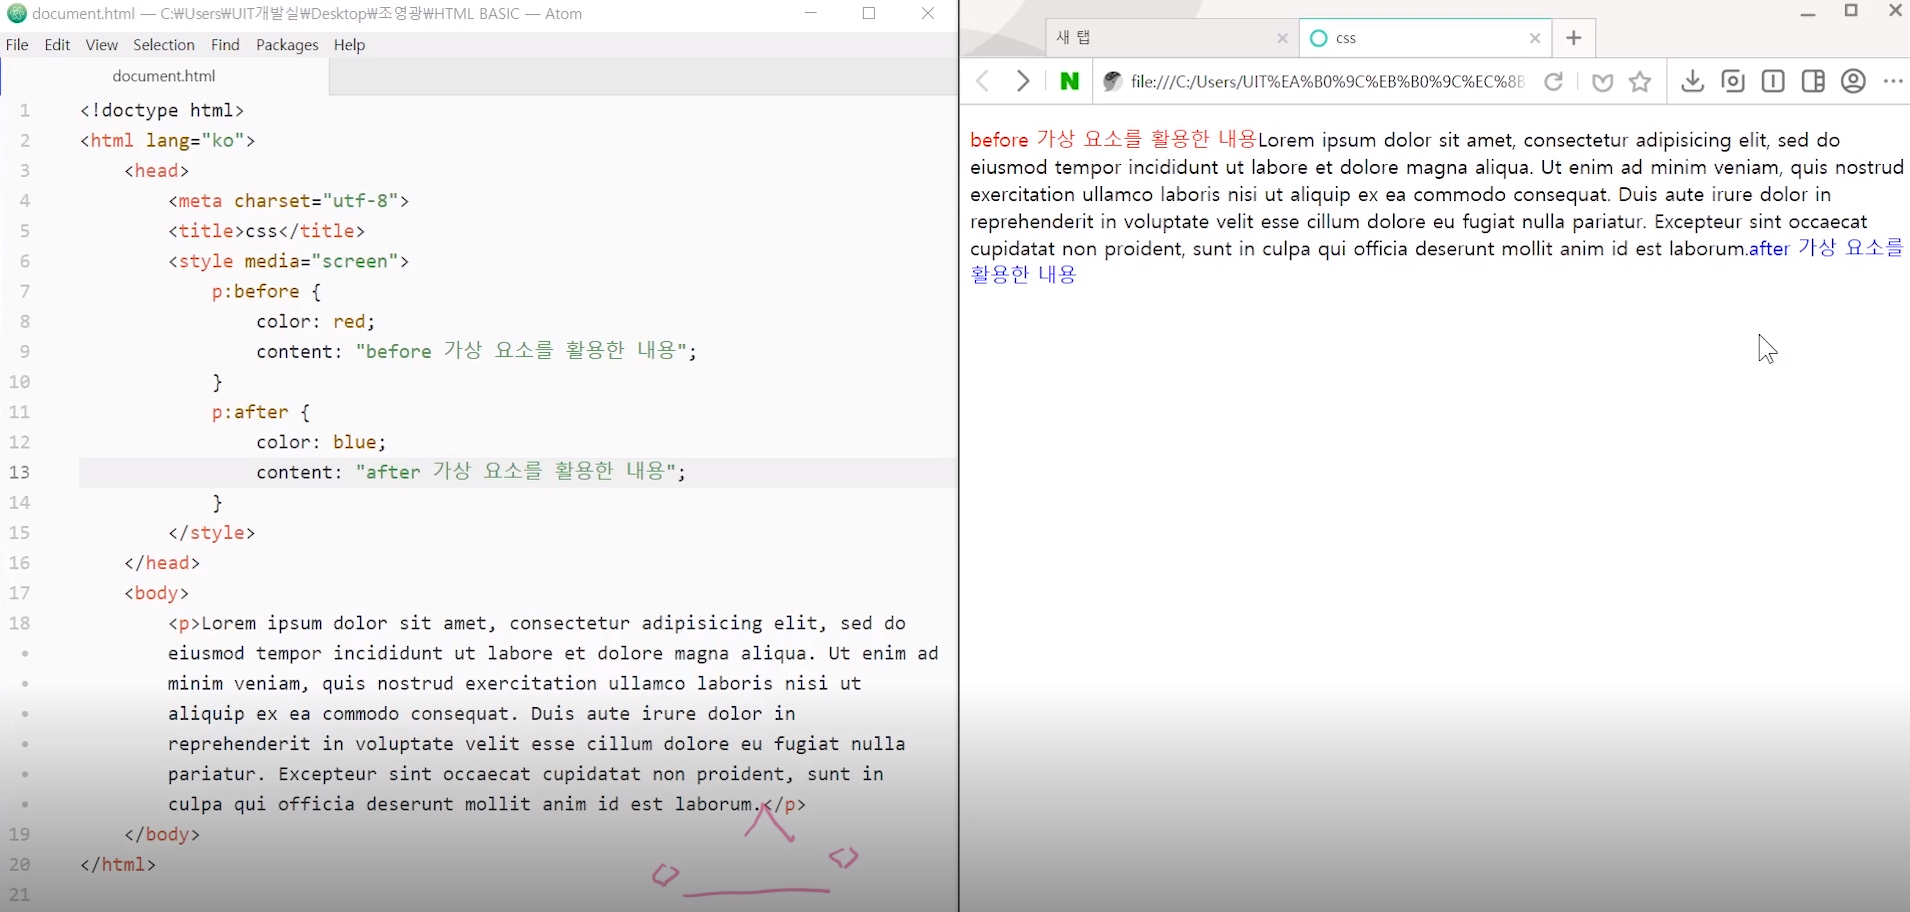 document.html — C:₩Users₩UIT개발실₩Desktop₩조영광₩HTML BASIC — Atom
File Edit View Selection Find Packages Help
document.html
1 <!doctype html>
2 <html lang="ko">
3 <head>
4 <meta charset="utf-8">
5 <title>css</title>
6 <style media="screen">
7 p:before {
8 color: red;
9 content: "before 가상 요소를 활용한 내용";
10 }
11 p:after {
12 color: blue;
13 content: "after 가상 요소를 활용한 내용";
14 }
15 </style>
16 </head>
17 <body>
18 <p>Lorem ipsum dolor sit amet, consectetur adipisicing elit, sed do
eiusmod tempor incididunt ut labore et dolore magna aliqua. Ut enim ad
minim veniam, quis nostrud exercitation ullamco laboris nisi ut
aliquip ex ea commodo consequat. Duis aute irure dolor in
reprehenderit in voluptate velit esse cillum dolore eu fugiat nulla
pariatur. Excepteur sint occaecat cupidatat non proident, sunt in
culpa qui officia deserunt mollit anim id est laborum.</p>
19 </body>
20 </html>
21
새 탭
css
N file:///C:/Users/UIT%EA%B0%9C%EB%B0%9C%EC%8B
before 가상 요소를 활용한 내용Lorem ipsum dolor sit amet, consectetur adipisicing elit, sed do
eiusmod tempor incididunt ut labore et dolore magna aliqua. Ut enim ad minim veniam, quis nostrud
exercitation ullamco laboris nisi ut aliquip ex ea commodo consequat. Duis aute irure dolor in
reprehenderit in voluptate velit esse cillum dolore eu fugiat nulla pariatur. Excepteur sint occaecat
cupidatat non proident, sunt in culpa qui officia deserunt mollit anim id est laborum.after 가상 요소를
활용한 내용